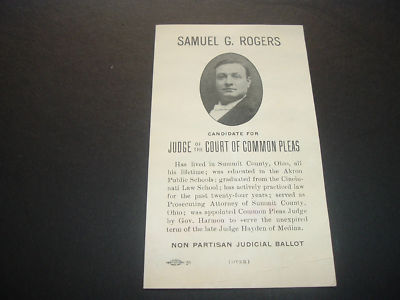 SAMUEL G. ROGERS
CANDIDATE FOR
JUDGE OF THE COURT OF COMMON PLEAS
Has lived in Summit County, Ohio, all
his lifetime; was educated in the Akron
Public Schools; graduated from the Cincin-
nati Law School; has actively practiced law
for the past twenty-four years; served as
Prosecuting Attorney of Summit County,
Ohio; was appointed Common Pleas Judge
by Gov. Harmon to serve the unexpired
term of the late Judge Hayden of Medina.
NON PARTISAN JUDICIAL BALLOT
(OVER)